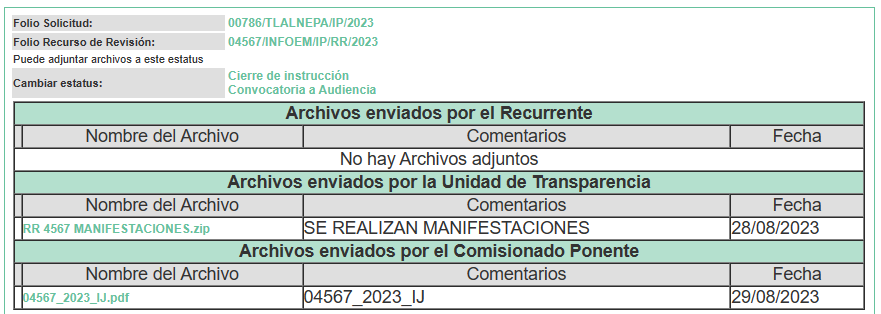 Folio Solicitud: 00786/TLALNEPA/IP/2023
Folio Recurso de Revisión: 04567/INFOEM/IP/RR/2023
Puede adjuntar archivos a este estatus
Cambiar estatus: Cierre de instrucción
Convocatoria a Audiencia
Archivos enviados por el Recurrente
Nombre del Archivo Comentarios Fecha
No hay Archivos adjuntos
Archivos enviados por la Unidad de Transparencia
Nombre del Archivo Comentarios Fecha
RR 4567 MANIFESTACIONES.zip SE REALIZAN MANIFESTACIONES 28/08/2023
Archivos enviados por el Comisionado Ponente
Nombre del Archivo Comentarios Fecha
04567_2023_IJ.pdf 04567_2023_IJ 29/08/2023